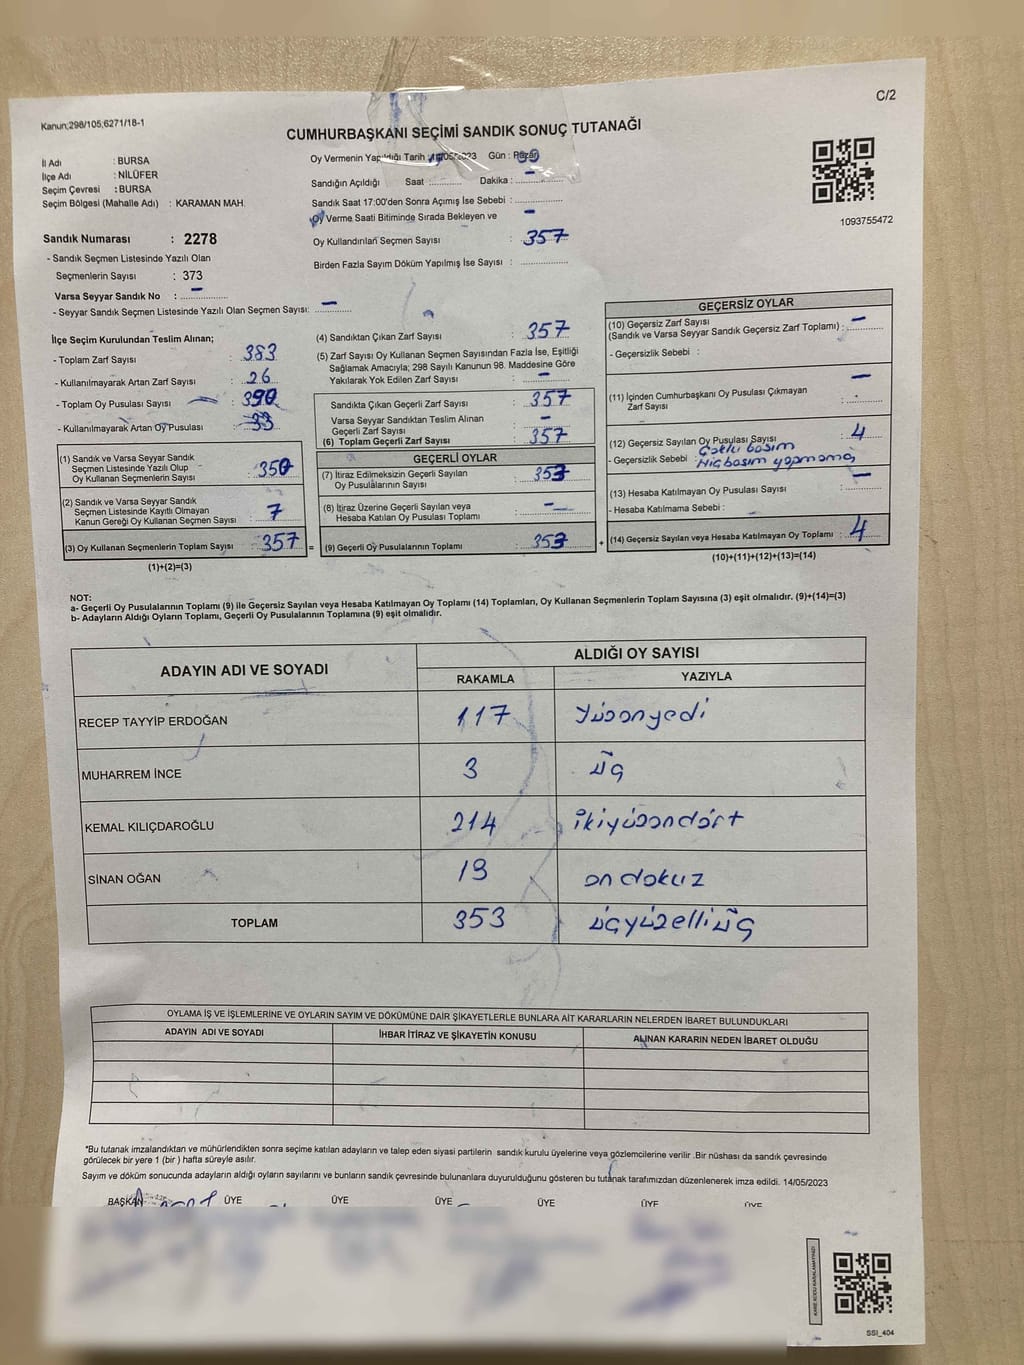 C/2
Kanun;298/105;6271/18-1
CUMHURBAŞKANI SEÇİMİ SANDIK SONUÇ TUTANAĞI
İl Adı : BURSA
İlçe Adı : NİLÜFER
Seçim Çevresi : BURSA
Seçim Bölgesi (Mahalle Adı) : KARAMAN MAH.
Oy Vermenin Yapıldığı Tarih Gün : Pazar
Sandığın Açıldığı Saat : Dakika : -
Sandık Saat 17:00'den Sonra Açımış İse Sebebi :
Oy Verme Saati Bitiminde Sırada Bekleyen ve -
Oy Kullandırılan Seçmen Sayısı : 357
Birden Fazla Sayım Döküm Yapılmış İse Sayısı :
1093755472
Sandık Numarası : 2278
- Sandık Seçmen Listesinde Yazılı Olan
Seçmenlerin Sayısı : 373
Varsa Seyyar Sandık No : -
- Seyyar Sandık Seçmen Listesinde Yazılı Olan Seçmen Sayısı: -
İlçe Seçim Kurulundan Teslim Alınan;
- Toplam Zarf Sayısı : 383
- Kullanılmayarak Artan Zarf Sayısı : 26
- Toplam Oy Pusulası Sayısı : 390
- Kullanılmayarak Artan Oy Pusulası : 33
(1) Sandık ve Varsa Seyyar Sandık
Seçmen Listesinde Yazılı Olup
Oy Kullanan Seçmenlerin Sayısı : 350
(2) Sandık ve Varsa Seyyar Sandık
Seçmen Listesinde Kayıtlı Olmayan
Kanun Gereği Oy Kullanan Seçmen Sayısı : 7
(3) Oy Kullanan Seçmenlerin Toplam Sayısı : 357 =
(1)+(2)=(3)
(4) Sandıktan Çıkan Zarf Sayısı : 357
(5) Zarf Sayısı Oy Kullanan Seçmen Sayısından Fazla İse, Eşitliği
Sağlamak Amacıyla; 298 Sayılı Kanunun 98. Maddesine Göre
Yakılarak Yok Edilen Zarf Sayısı : -
Sandıkta Çıkan Geçerli Zarf Sayısı : 357
Varsa Seyyar Sandıktan Teslim Alınan
Geçerli Zarf Sayısı : -
(6) Toplam Geçerli Zarf Sayısı : 357
GEÇERLİ OYLAR
(7) İtiraz Edilmeksizin Geçerli Sayılan
Oy Pusulalarının Sayısı : 353
(8) İtiraz Üzerine Geçerli Sayılan veya
Hesaba Katılan Oy Pusulası Toplamı : -
(9) Geçerli Oy Pusulalarının Toplamı : 353 +
GEÇERSİZ OYLAR
(10) Geçersiz Zarf Sayısı
(Sandık ve Varsa Seyyar Sandık Geçersiz Zarf Toplamı) : -
- Geçersizlik Sebebi :
(11) İçinden Cumhurbaşkanı Oy Pusulası Çıkmayan
Zarf Sayısı : -
(12) Geçersiz Sayılan Oy Pusulası Sayısı : 4
- Geçersizlik Sebebi : Çoklu basım
Hiç basım yapmama
(13) Hesaba Katılmayan Oy Pusulası Sayısı : -
- Hesaba Katılmama Sebebi :
(14) Geçersiz Sayılan veya Hesaba Katılmayan Oy Toplamı : 4
(10)+(11)+(12)+(13)=(14)
NOT:
a- Geçerli Oy Pusulalarının Toplamı (9) ile Geçersiz Sayılan veya Hesaba Katılmayan Oy Toplamı (14) Toplamları, Oy Kullanan Seçmenlerin Toplam Sayısına (3) eşit olmalıdır. (9)+(14)=(3)
b- Adayların Aldığı Oyların Toplamı, Geçerli Oy Pusulalarının Toplamına (9) eşit olmalıdır.
ADAYIN ADI VE SOYADI
ALDIĞI OY SAYISI
RAKAMLA YAZIYLA
RECEP TAYYİP ERDOĞAN 117 Yüzonyedi
MUHARREM İNCE 3 üç
KEMAL KILIÇDAROĞLU 214 ikiyüzondört
SİNAN OĞAN 19 on dokuz
TOPLAM 353 üçyüzelliüç
OYLAMA İŞ VE İŞLEMLERİNE VE OYLARIN SAYIM VE DÖKÜMÜNE DAİR ŞİKAYETLERLE BUNLARA AİT KARARLARIN NELERDEN İBARET BULUNDUKLARI
ADAYIN ADI VE SOYADI İHBAR İTİRAZ VE ŞİKAYETİN KONUSU ALINAN KARARIN NEDEN İBARET OLDUĞU
*Bu tutanak imzalandıktan ve mühürlendikten sonra seçime katılan adayların ve talep eden siyasi partilerin sandık kurulu üyelerine veya gözlemcilerine verilir .Bir nüshası da sandık çevresinde
görülecek bir yere 1 (bir ) hafta süreyle asılır.
Sayım ve döküm sonucunda adayların aldığı oyların sayılarını ve bunların sandık çevresinde bulunanlara duyurulduğunu gösteren bu tutanak tarafımızdan düzenlenerek imza edildi. 14/05/2023
BAŞKAN ÜYE ÜYE ÜYE ÜYE ÜYE ÜYE
KARE KODU KARALAMAYINIZ!
SSI_404